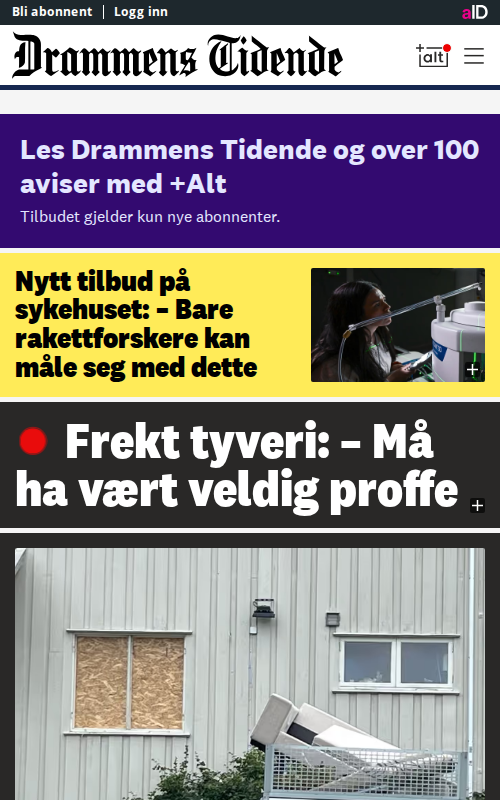 Bli abonnent | Logg inn
aID
Drammens Tidende
+alt
Les Drammens Tidende og over 100
aviser med +Alt
Tilbudet gjelder kun nye abonnenter.
Nytt tilbud på
sykehuset: – Bare
rakettforskere kan
måle seg med dette
Frekt tyveri: – Må
ha vært veldig proffe